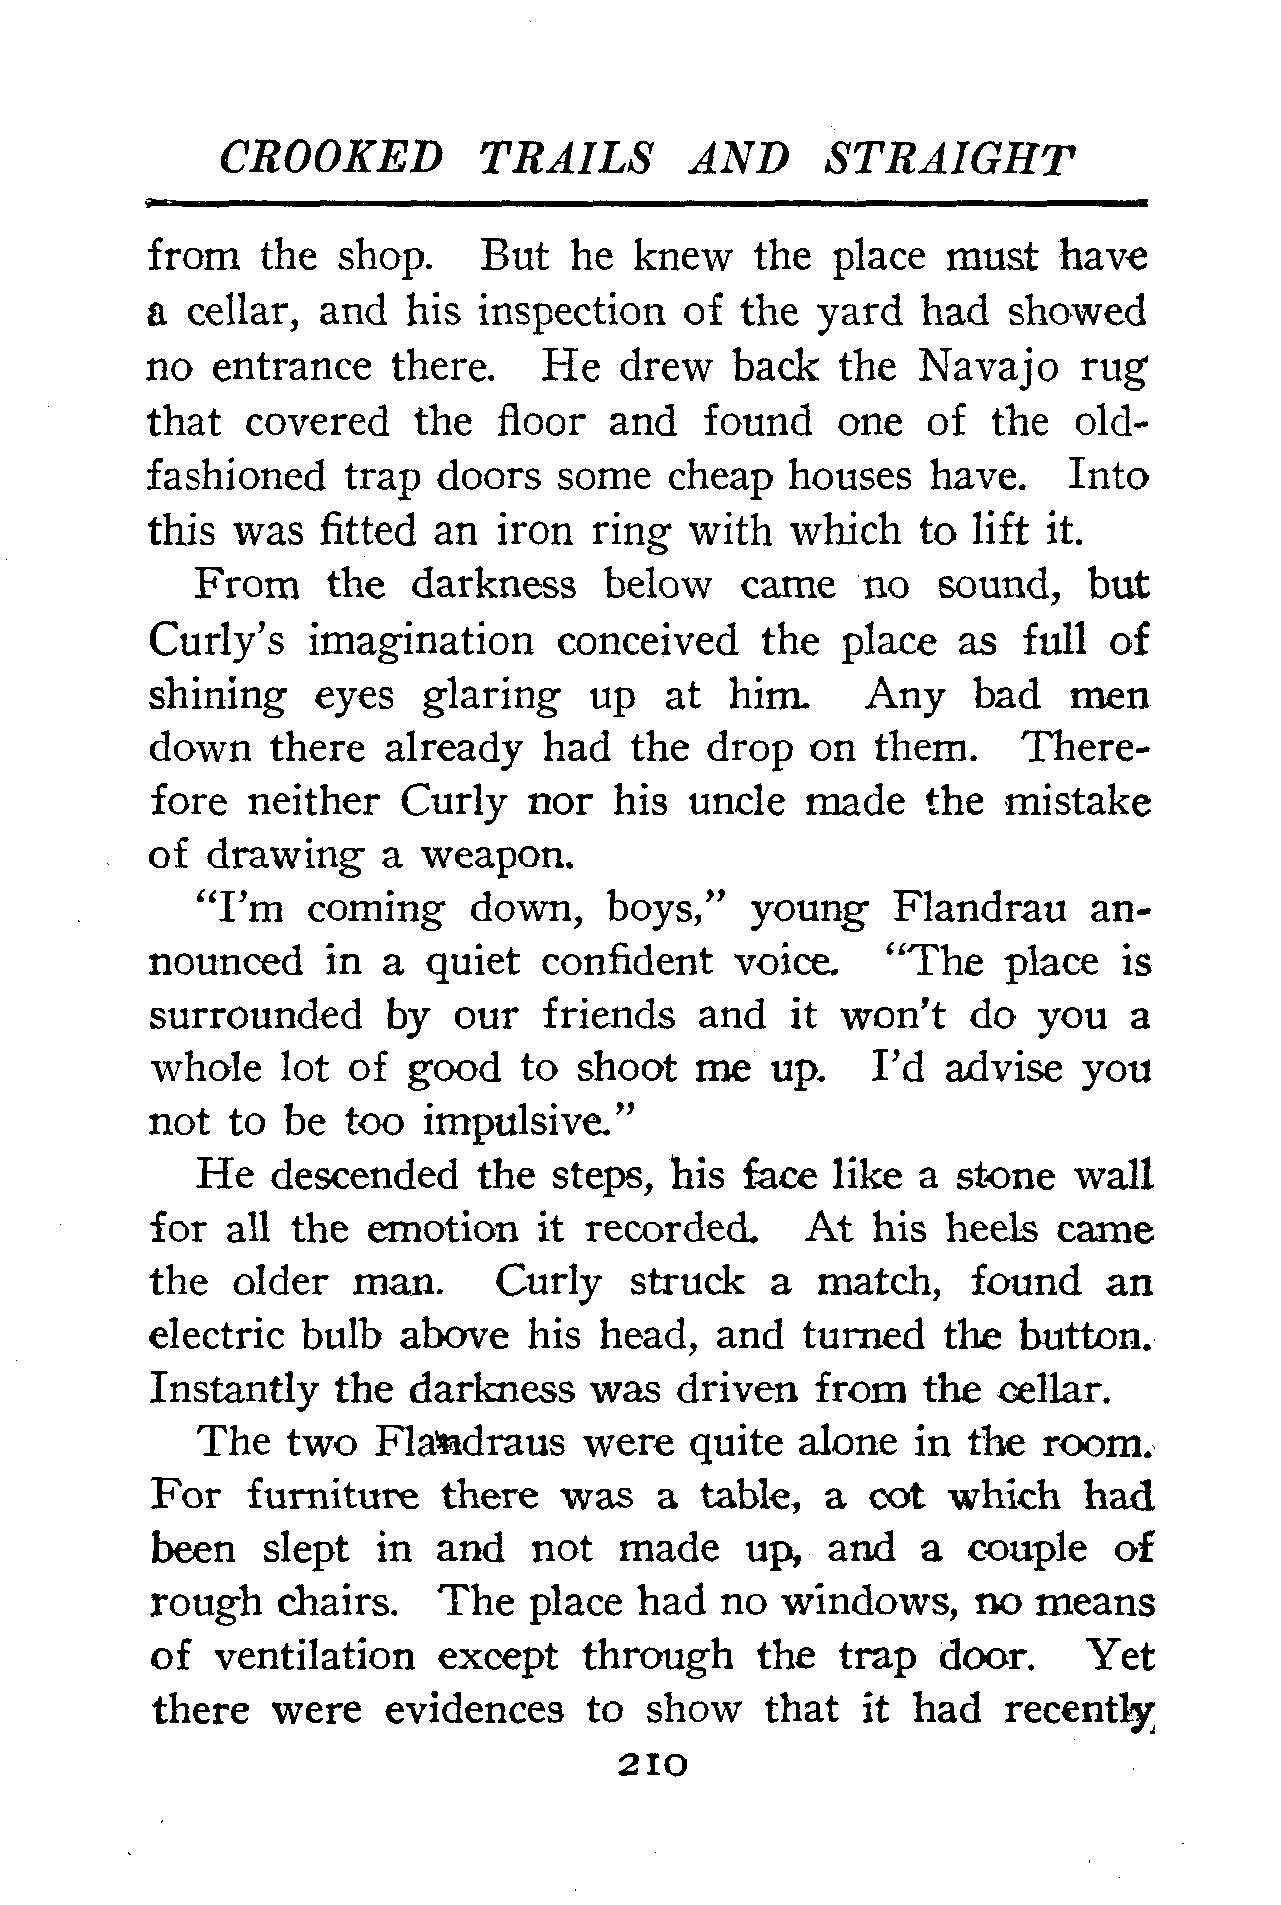 CROOKED TRAILS AND STRAIGHT
from the shop. But he knew the place must have
a cellar, and his inspection of the yard had showed
no entrance there. He drew back the Navajo rug
that covered the floor and found one of the old-
fashioned trap doors some cheap houses have. Into
this was fitted an iron ring with which to lift it.
From the darkness below came no sound, but
Curly's imagination conceived the place as full of
shining eyes glaring up at him. Any bad men
down there already had the drop on them. There-
fore neither Curly nor his uncle made the mistake
of drawing a weapon.
"I'm coming down, boys," young Flandrau an-
nounced in a quiet confident voice. "The place is
surrounded by our friends and it won't do you a
whole lot of good to shoot me up. I'd advise you
not to be too impulsive."
He descended the steps, his face like a stone wall
for all the emotion it recorded. At his heels came
the older man. Curly struck a match, found an
electric bulb above his head, and turned the button.
Instantly the darkness was driven from the cellar.
The two Flandraus were quite alone in the room.
For furniture there was a table, a cot which had
been slept in and not made up, and a couple of
rough chairs. The place had no windows, no means
of ventilation except through the trap door. Yet
there were evidences to show that it had recently
210